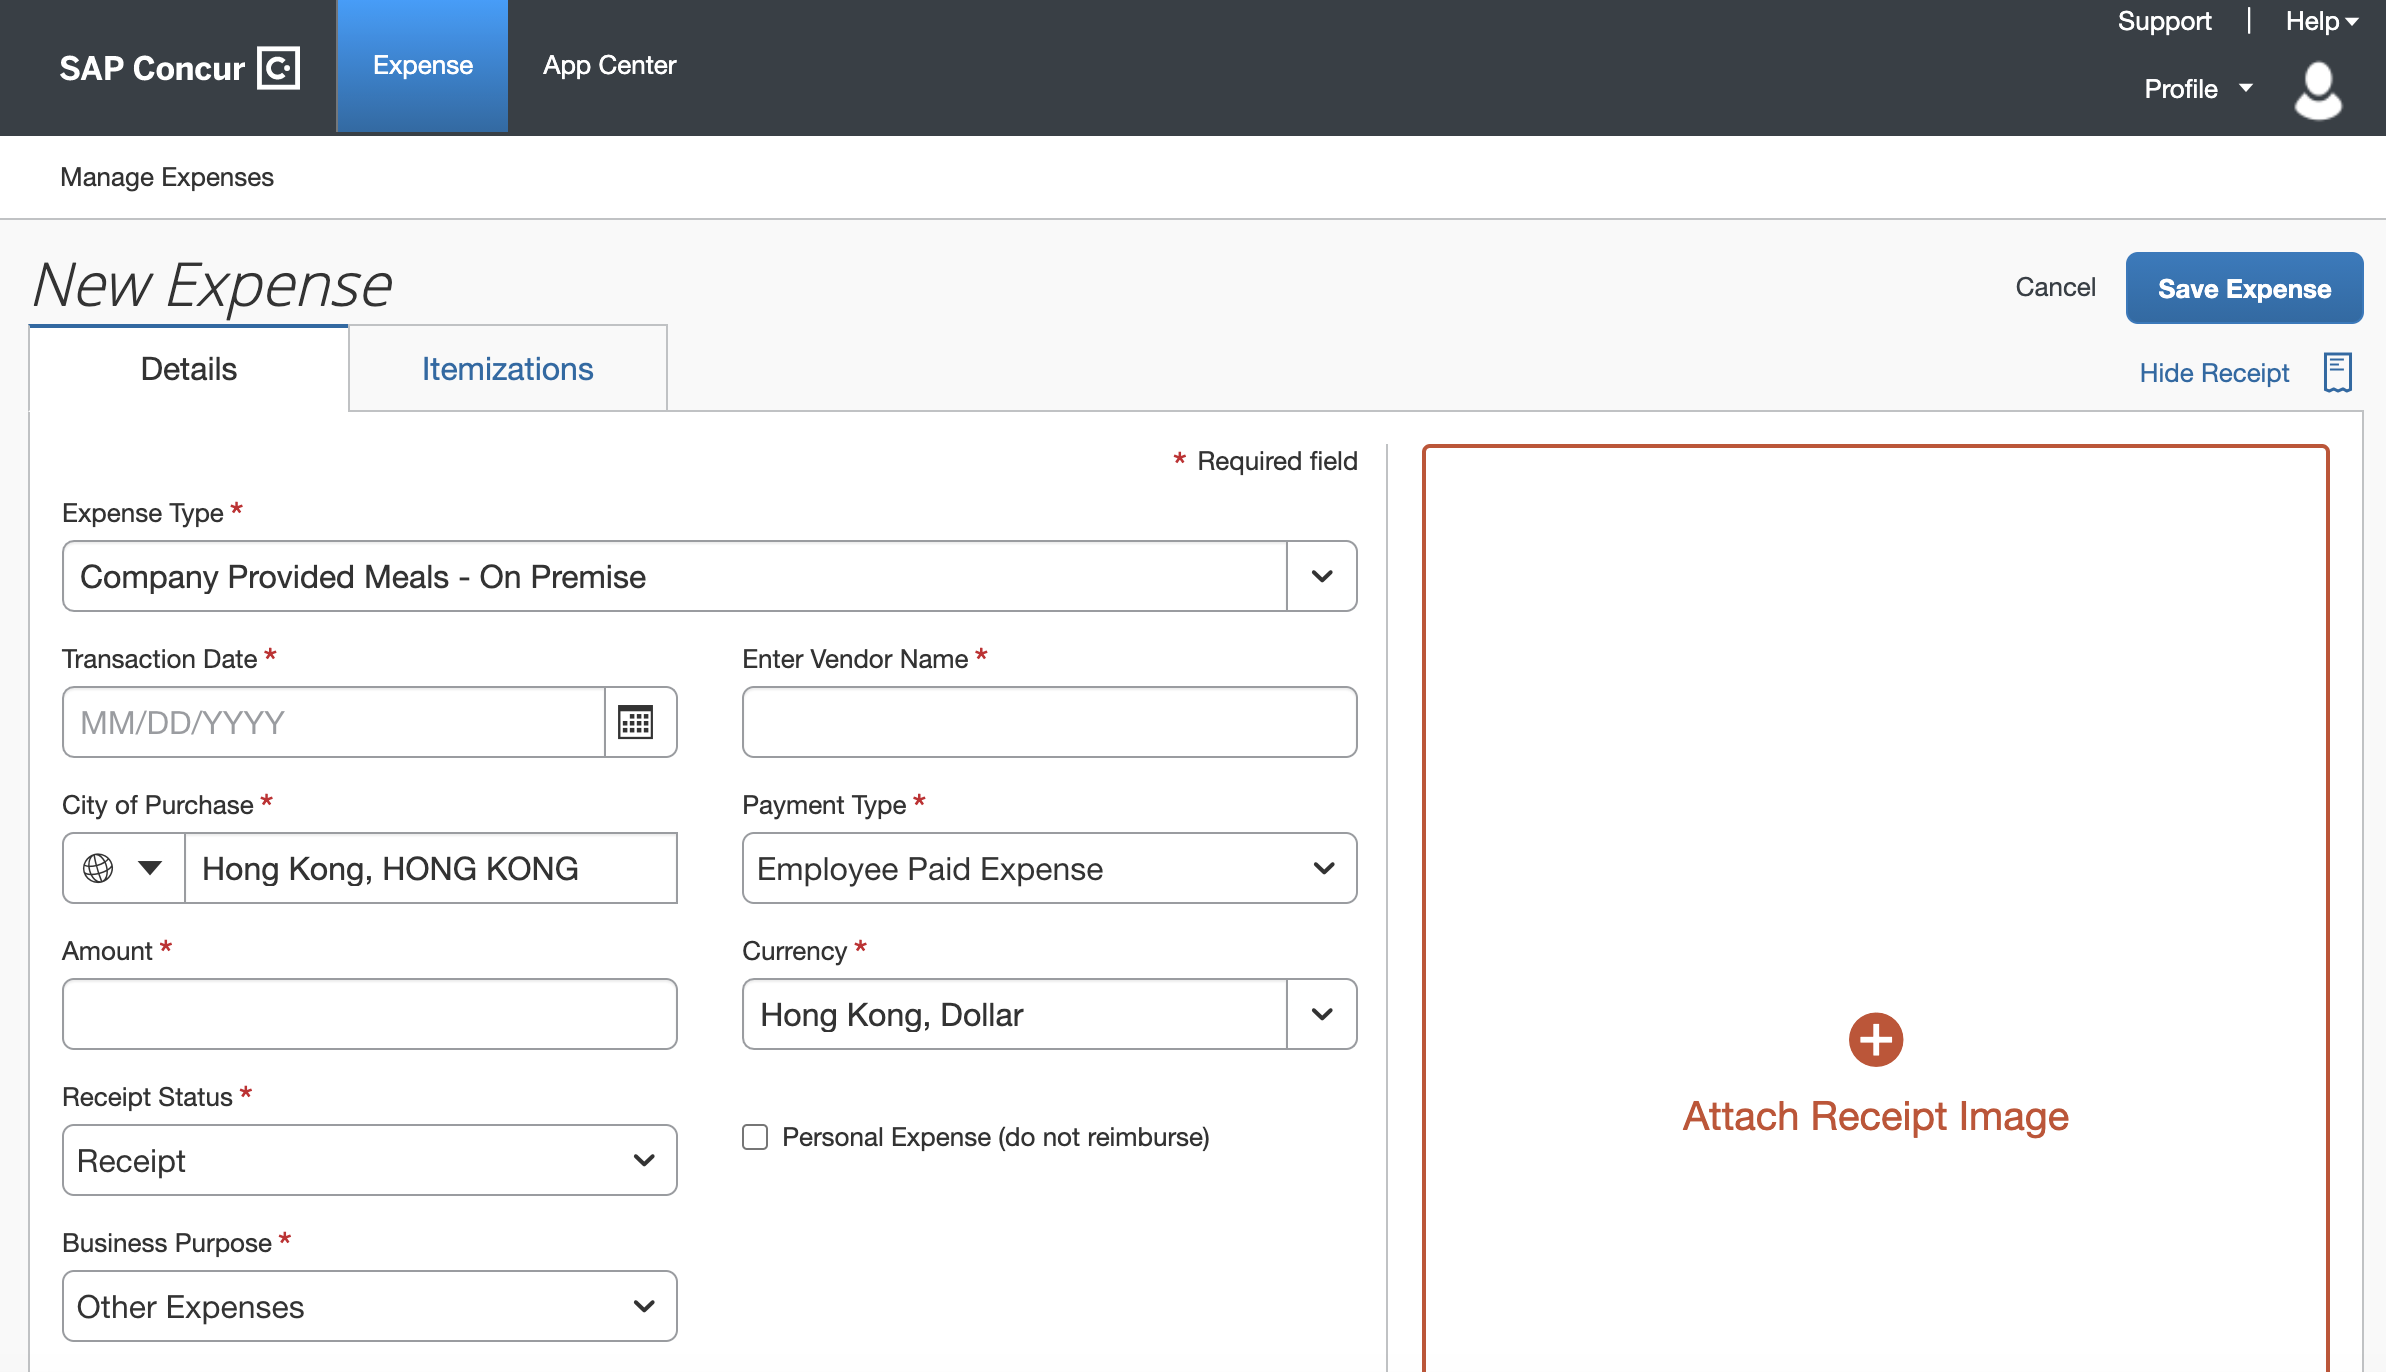 Support | Help
SAP Concur C Expense App Center
Profile
Manage Expenses
New Expense
Cancel Save Expense
Details Itemizations
Hide Receipt
* Required field
Expense Type *
Company Provided Meals - On Premise
Transaction Date * Enter Vendor Name *
MM/DD/YYYY
City of Purchase * Payment Type *
Hong Kong, HONG KONG Employee Paid Expense
Amount * Currency *
Hong Kong, Dollar
Receipt Status *
Receipt
Personal Expense (do not reimburse)
Business Purpose *
Other Expenses
Attach Receipt Image